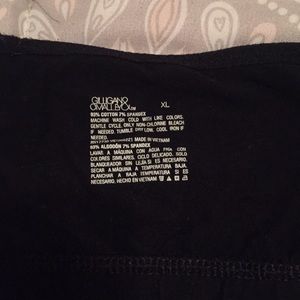 GILLIGAN &
O'MALLEY™ XL
93% COTTON 7% SPANDEX
MACHINE WASH COLD WITH LIKE COLORS.
GENTLE CYCLE. ONLY NON-CHLORINE BLEACH
IF NEEDED. TUMBLE DRY LOW. COOL IRON IF
NEEDED.
MADE IN VIETNAM
ALGODÓN 7% SPANDEX
LAVAR A MÁQUINA CON AGUA FRÍA CON
COLORES SIMILARES. CICLO DELICADO. SOLO
BLANQUEADOR SIN CLORO, SI ES NECESARIO.
SECAR A MÁQUINA A TEMPERATURA BAJA.
PLANCHAR A BAJA TEMPERATURA SI ES
NECESARIO. HECHO EN VIETNAM